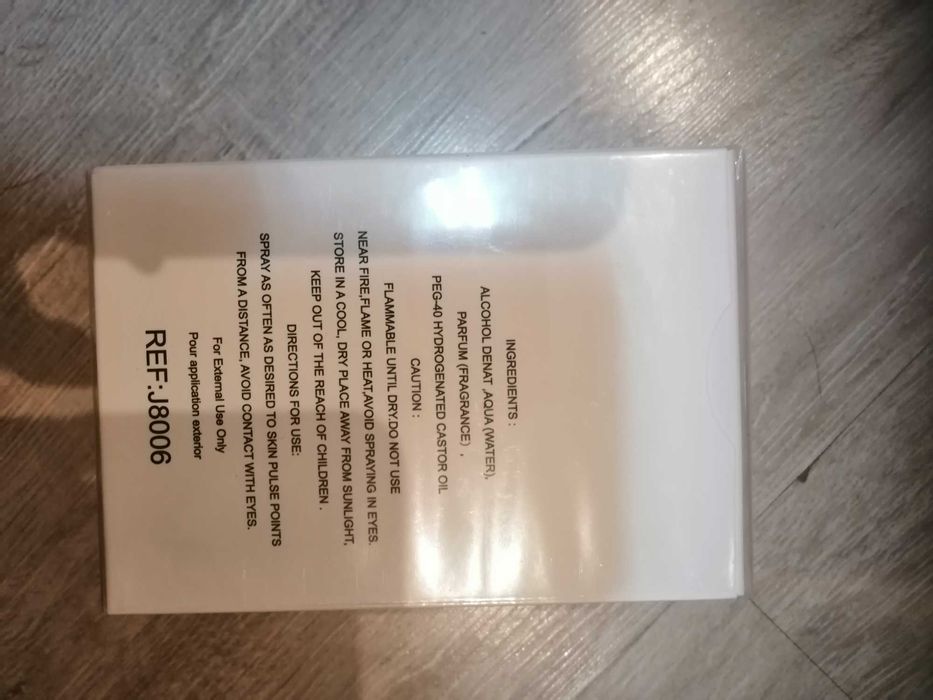 INGREDIENTS :
ALCOHOL DENAT ,AQUA (WATER),
PARFUM (FRAGRANCE) ,
PEG-40 HYDROGENATED CASTOR OIL
CAUTION :
FLAMMABLE UNTIL DRY.DO NOT USE
NEAR FIRE,FLAME OR HEAT,AVOID SPRAYING IN EYES.
STORE IN A COOL, DRY PLACE AWAY FROM SUNLIGHT,
KEEP OUT OF THE REACH OF CHILDREN .
DIRECTIONS FOR USE:
SPRAY AS OFTEN AS DESIRED TO SKIN PULSE POINTS
FROM A DISTANCE, AVOID CONTACT WITH EYES.
For External Use Only
Pour application exterior
REF:J8006